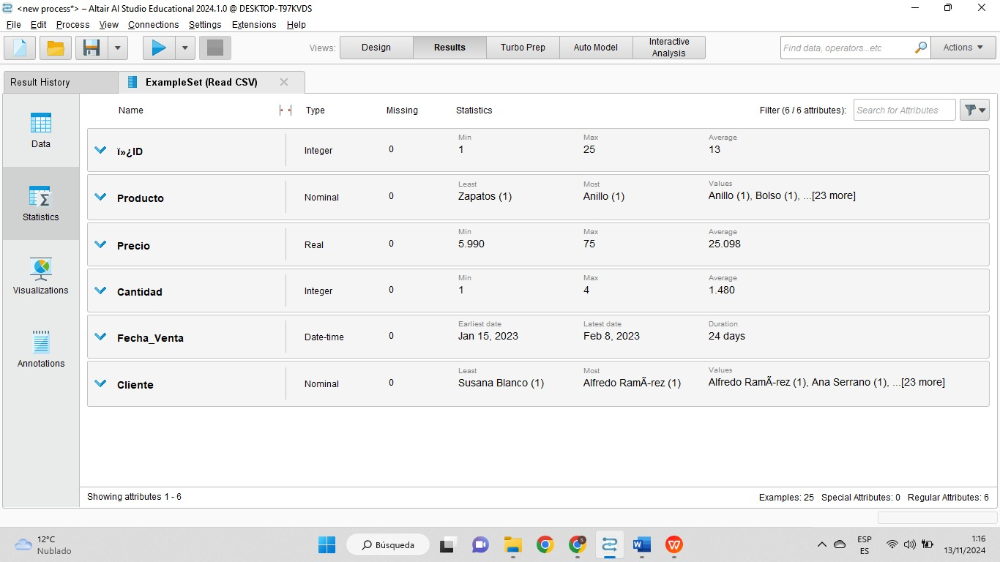 <new process*> – Altair AI Studio Educational 2024.1.0 @ DESKTOP-T97KVDS
File Edit Process View Connections Settings Extensions Help
Views: Design Results Turbo Prep Auto Model Interactive Analysis Find data, operators...etc Actions
Result History ExampleSet (Read CSV)
Data
Statistics
Visualizations
Annotations
Name Type Missing Statistics Filter (6 / 6 attributes): Search for Attributes
Min Max Average
ï»¿ID Integer 0 1 25 13
Least Most Values
Producto Nominal 0 Zapatos (1) Anillo (1) Anillo (1), Bolso (1), ...[23 more]
Min Max Average
Precio Real 0 5.990 75 25.098
Min Max Average
Cantidad Integer 0 1 4 1.480
Earliest date Latest date Duration
Fecha_Venta Date-time 0 Jan 15, 2023 Feb 8, 2023 24 days
Least Most Values
Cliente Nominal 0 Susana Blanco (1) Alfredo RamÃ-rez (1) Alfredo RamÃ-rez (1), Ana Serrano (1), ...[23 more]
Showing attributes 1 - 6 Examples: 25 Special Attributes: 0 Regular Attributes: 6
12°C
Nublado
Búsqueda
ESP
ES
1:16
13/11/2024